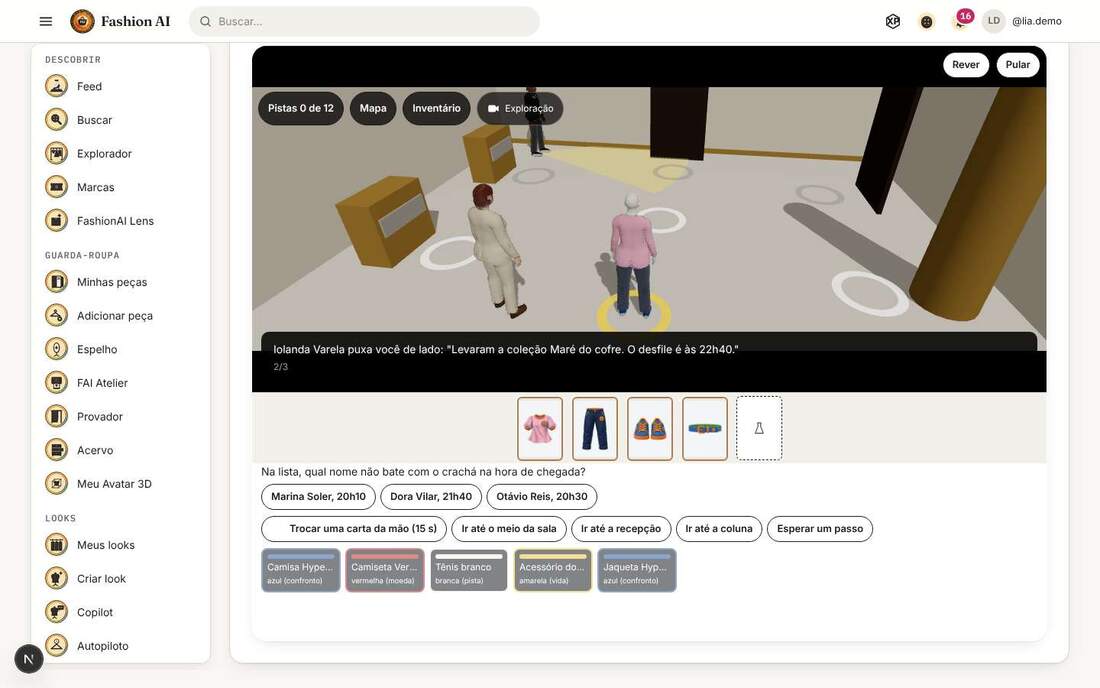 Fashion AI
Buscar...
XP
16
LD
@lia.demo
DESCOBRIR
Feed
Buscar
Explorador
Marcas
FashionAI Lens
GUARDA-ROUPA
Minhas peças
Adicionar peça
Espelho
FAI Atelier
Provador
Acervo
Meu Avatar 3D
LOOKS
Meus looks
Criar look
Copilot
Autopiloto
N
Rever
Pular
Pistas 0 de 12
Mapa
Inventário
Exploração
Iolanda Varela puxa você de lado: "Levaram a coleção Maré do cofre. O desfile é às 22h40."
2/3
Na lista, qual nome não bate com o crachá na hora de chegada?
Marina Soler, 20h10
Dora Vilar, 21h40
Otávio Reis, 20h30
Trocar uma carta da mão (15 s)
Ir até o meio da sala
Ir até a recepção
Ir até a coluna
Esperar um passo
Camisa Hype...
azul (confronto)
Camiseta Ver...
vermelha (moeda)
Tênis branco
branca (pista)
Acessório do...
amarela (vida)
Jaqueta Hyp...
azul (confronto)